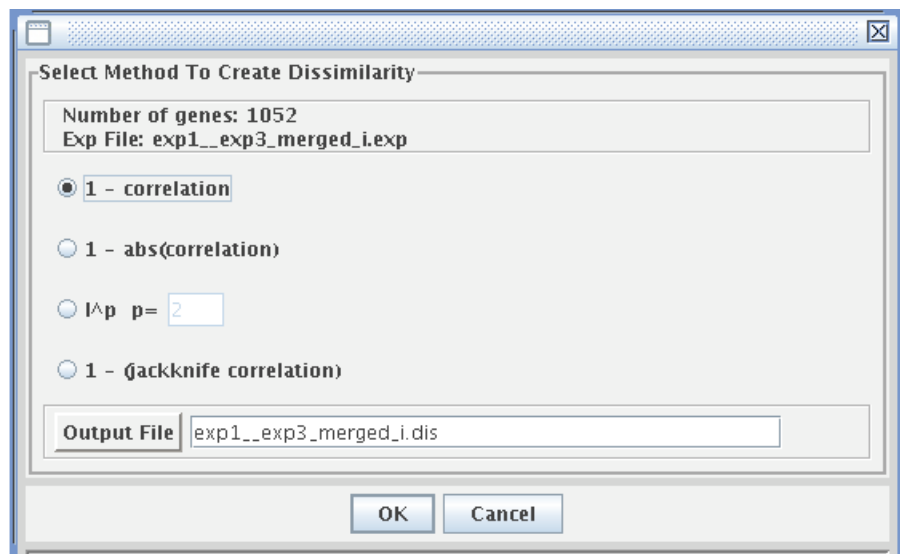 Select Method To Create Dissimilarity
Number of genes: 1052
Exp File: exp1__exp3_merged_i.exp
1 - correlation
1 - abs(correlation)
l^p p= 2
1 - (jackknife correlation)
Output File exp1__exp3_merged_i.dis
OK Cancel